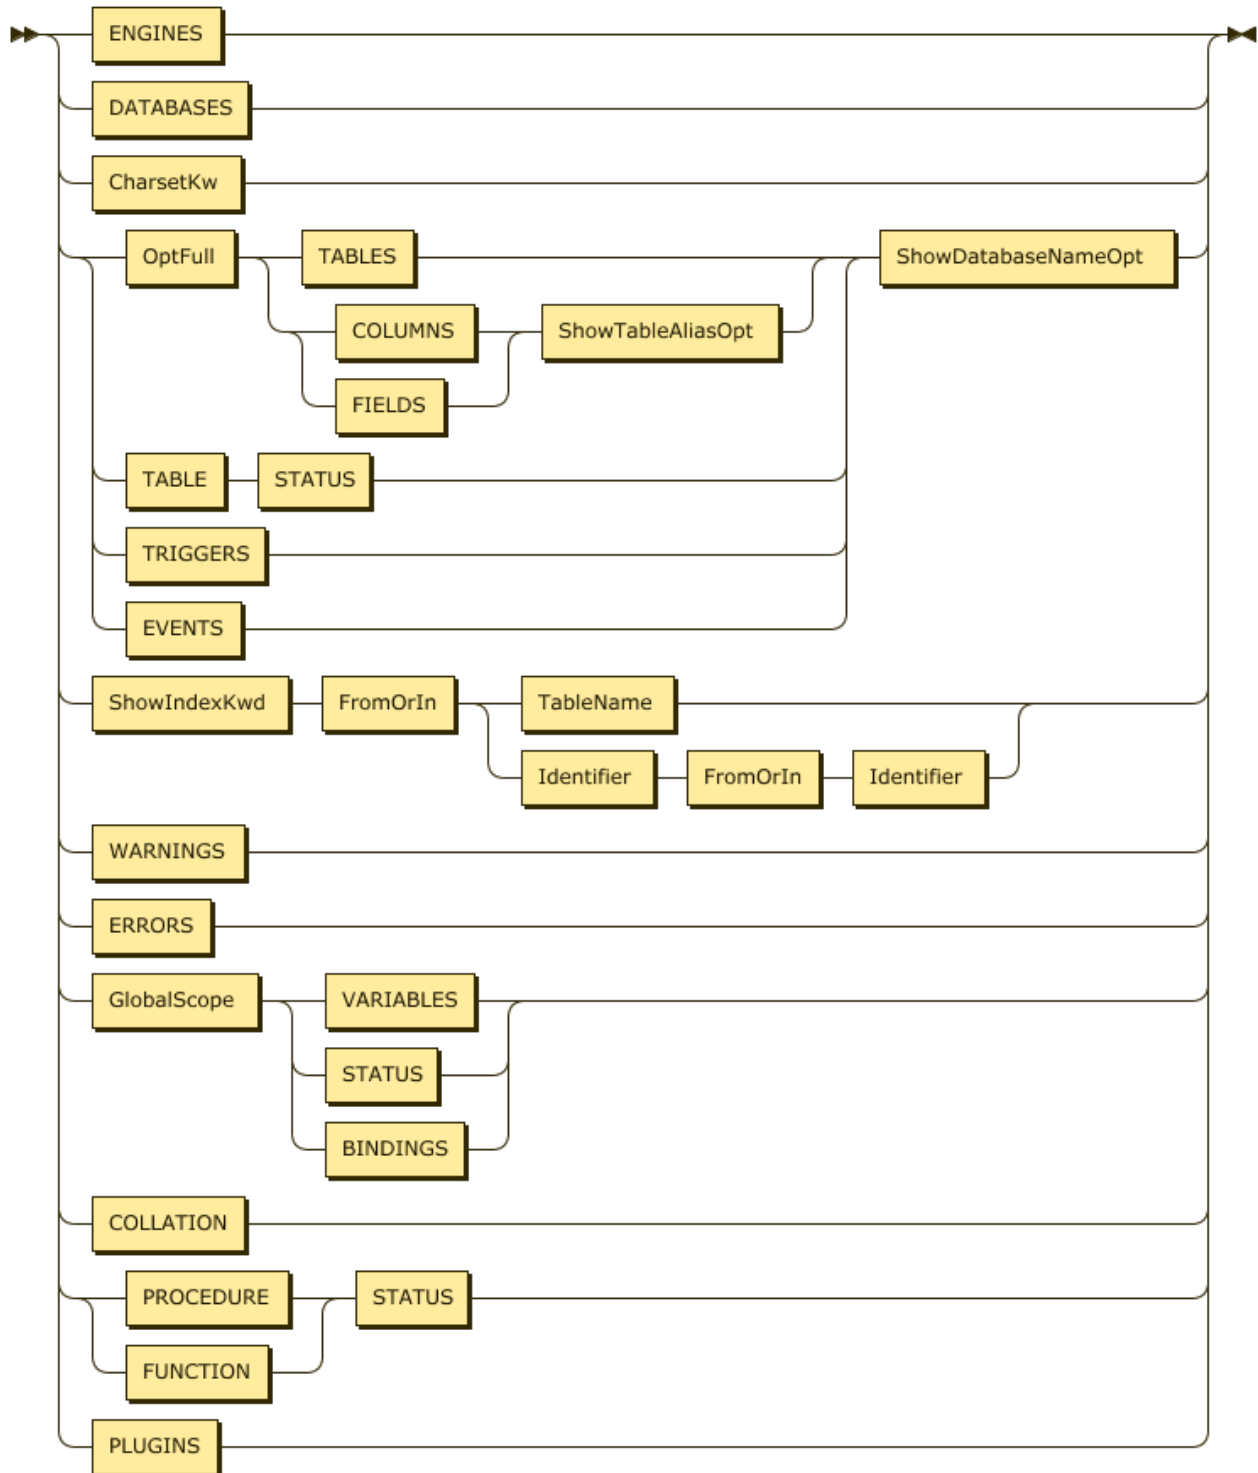 ENGINES
DATABASES
CharsetKw
OptFull TABLES ShowDatabaseNameOpt
COLUMNS ShowTableAliasOpt
FIELDS
TABLE STATUS
TRIGGERS
EVENTS
ShowIndexKwd FromOrIn TableName
Identifier FromOrIn Identifier
WARNINGS
ERRORS
GlobalScope VARIABLES
STATUS
BINDINGS
COLLATION
PROCEDURE STATUS
FUNCTION
PLUGINS